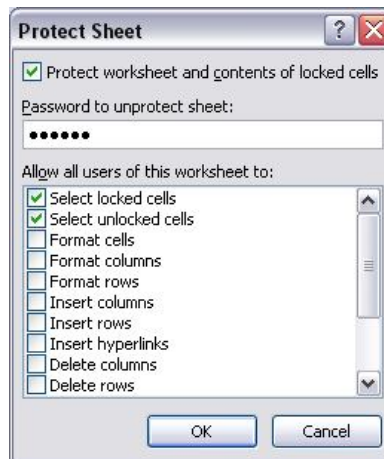 Protect Sheet
Protect worksheet and contents of locked cells
Password to unprotect sheet:
••••••
Allow all users of this worksheet to:
Select locked cells
Select unlocked cells
Format cells
Format columns
Format rows
Insert columns
Insert rows
Insert hyperlinks
Delete columns
Delete rows
OK Cancel